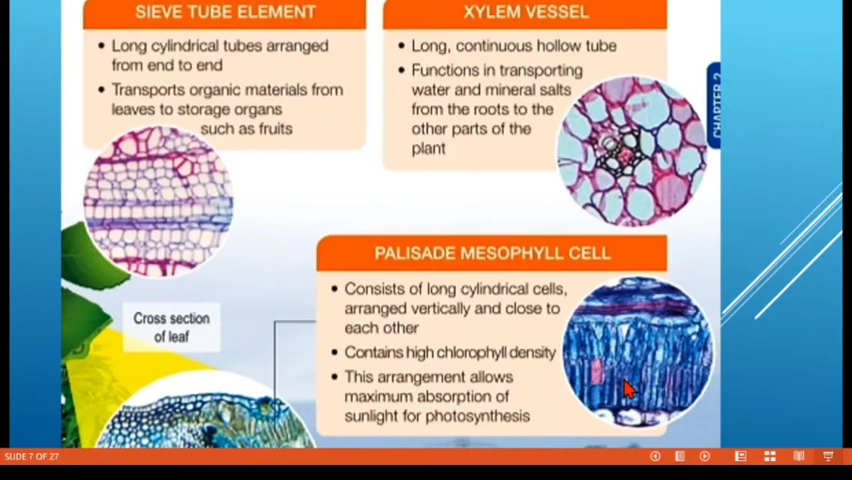 SIEVE TUBE ELEMENT
• Long cylindrical tubes arranged
from end to end
• Transports organic materials from
leaves to storage organs
such as fruits
XYLEM VESSEL
• Long, continuous hollow tube
• Functions in transporting
water and mineral salts
from the roots to the
other parts of the
plant
CHAPTER 2
PALISADE MESOPHYLL CELL
• Consists of long cylindrical cells,
arranged vertically and close to
each other
• Contains high chlorophyll density
• This arrangement allows
maximum absorption of
sunlight for photosynthesis
Cross section
of leaf
SLIDE 7 OF 27